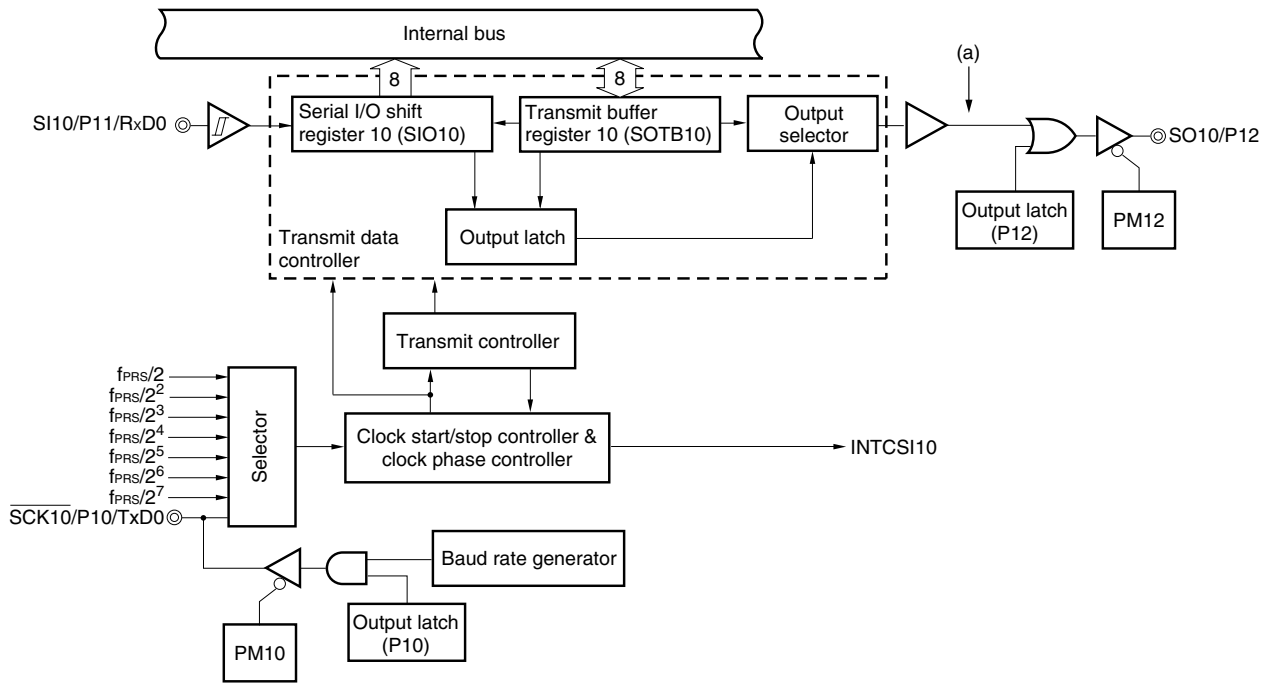 Internal bus
(a)
8
8
SI10/P11/RxD0
Serial I/O shift
register 10 (SIO10)
Transmit buffer
register 10 (SOTB10)
Output
selector
SO10/P12
Output latch
Transmit data
controller
Output latch
(P12)
PM12
Transmit controller
fPRS/2
fPRS/2²
fPRS/2³
fPRS/2⁴
fPRS/2⁵
fPRS/2⁶
fPRS/2⁷
Selector
Clock start/stop controller &
clock phase controller
INTCSI10
S̅C̅K̅1̅0̅/P10/TxD0
Baud rate generator
Output latch
(P10)
PM10